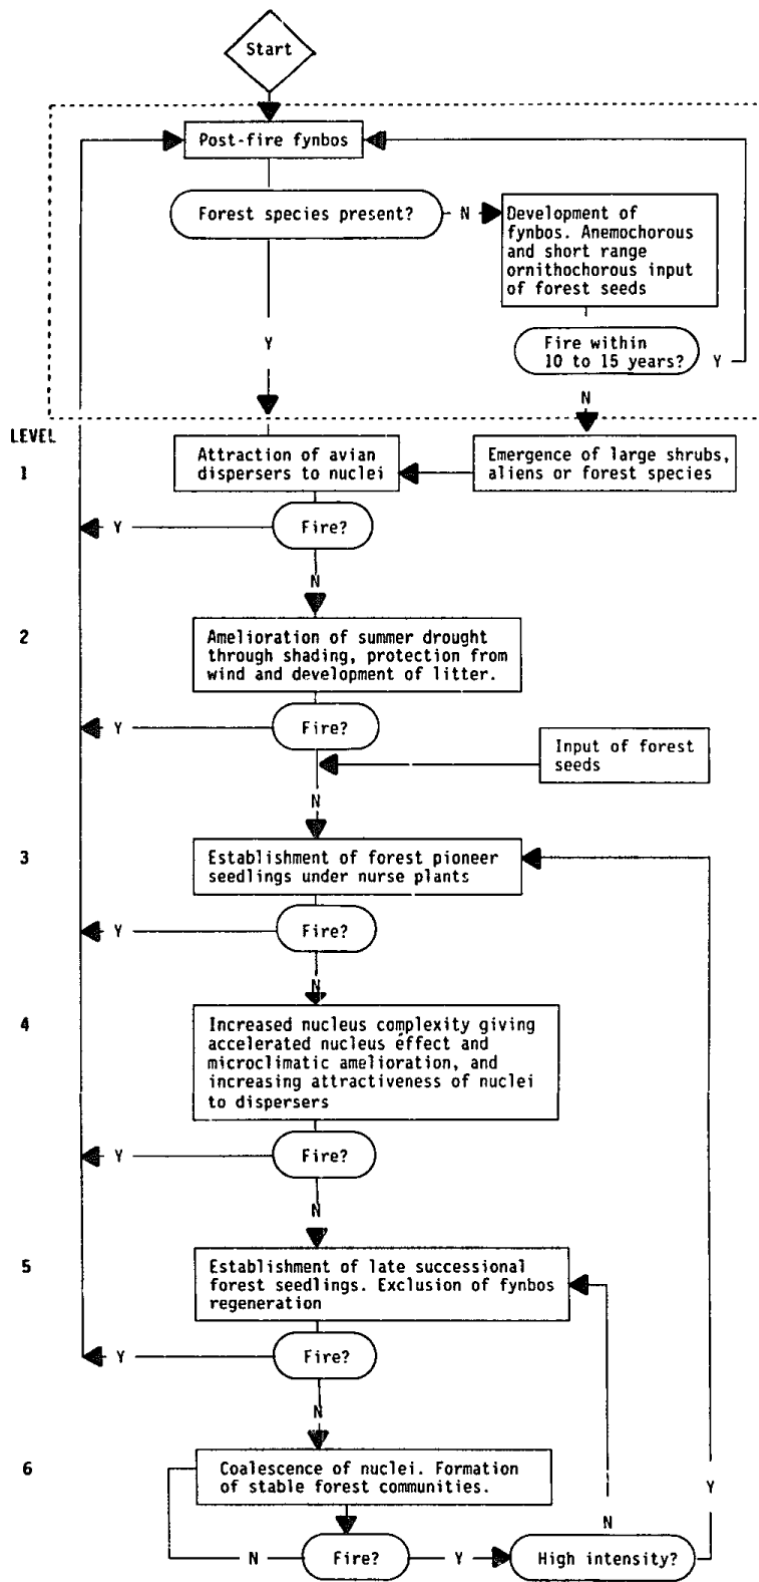 Start
Post-fire fynbos
Forest species present?
N
Development of
fynbos. Anemochorous
and short range
ornithochorous input
of forest seeds
Y
Fire within
10 to 15 years?
Y
N
LEVEL
1
Attraction of avian
dispersers to nuclei
Emergence of large shrubs,
aliens or forest species
Y
Fire?
N
2
Amelioration of summer drought
through shading, protection from
wind and development of litter.
Y
Fire?
Input of forest
seeds
N
3
Establishment of forest pioneer
seedlings under nurse plants
Y
Fire?
N
4
Increased nucleus complexity giving
accelerated nucleus effect and
microclimatic amelioration, and
increasing attractiveness of nuclei
to dispersers
Y
Fire?
N
5
Establishment of late successional
forest seedlings. Exclusion of fynbos
regeneration
Y
Fire?
N
6
Coalescence of nuclei. Formation
of stable forest communities.
Y
N
N
Fire?
Y
High intensity?